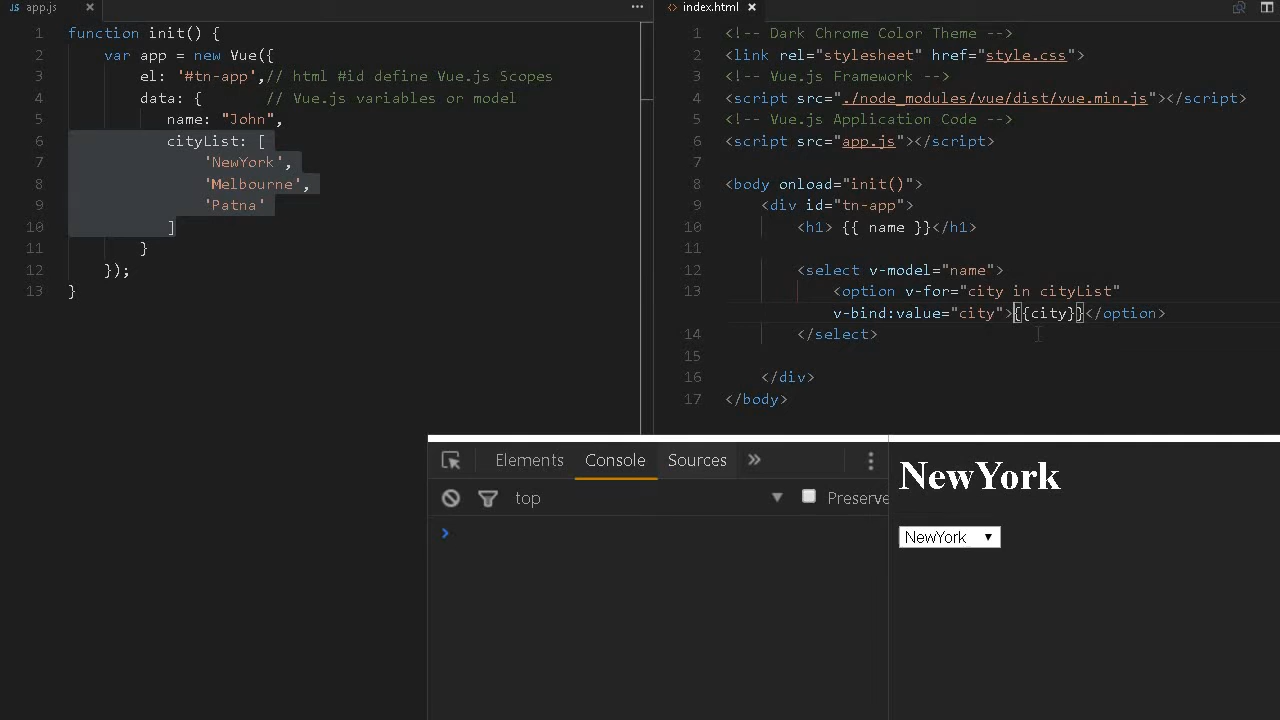 JS app.js × ···
1 function init() {
2 var app = new Vue({
3 el: '#tn-app',// html #id define Vue.js Scopes
4 data: { // Vue.js variables or model
5 name: "John",
6 cityList: [
7 'NewYork',
8 'Melbourne',
9 'Patna'
10 ]
11 }
12 });
13 }
<> index.html ×
1 <!-- Dark Chrome Color Theme -->
2 <link rel="stylesheet" href="style.css">
3 <!-- Vue.js Framework -->
4 <script src="./node_modules/vue/dist/vue.min.js"></script>
5 <!-- Vue.js Application Code -->
6 <script src="app.js"></script>
7
8 <body onload="init()">
9 <div id="tn-app">
10 <h1> {{ name }}</h1>
11
12 <select v-model="name">
13 <option v-for="city in cityList"
v-bind:value="city">{{city}}</option>
14 </select>
15
16 </div>
17 </body>
Elements Console Sources »
top ▼ Preserve
>
NewYork
NewYork ▼